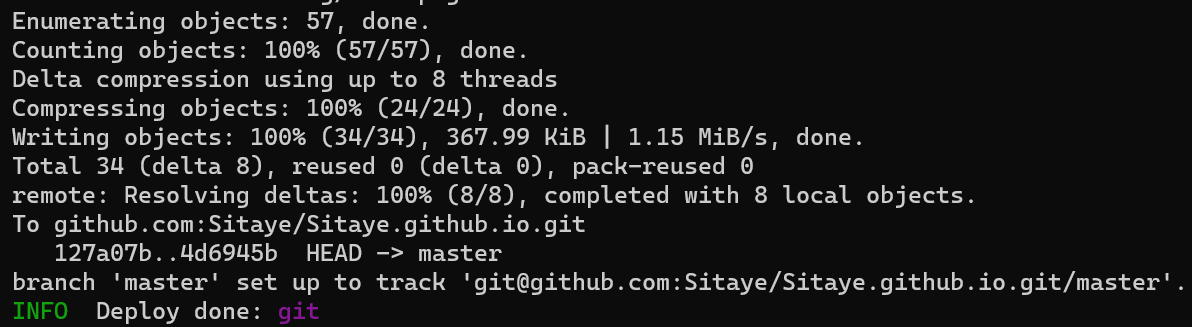 Enumerating objects: 57, done.
Counting objects: 100% (57/57), done.
Delta compression using up to 8 threads
Compressing objects: 100% (24/24), done.
Writing objects: 100% (34/34), 367.99 KiB | 1.15 MiB/s, done.
Total 34 (delta 8), reused 0 (delta 0), pack-reused 0
remote: Resolving deltas: 100% (8/8), completed with 8 local objects.
To github.com:Sitaye/Sitaye.github.io.git
   127a07b..4d6945b  HEAD -> master
branch 'master' set up to track 'git@github.com:Sitaye/Sitaye.github.io.git/master'.
INFO  Deploy done: git